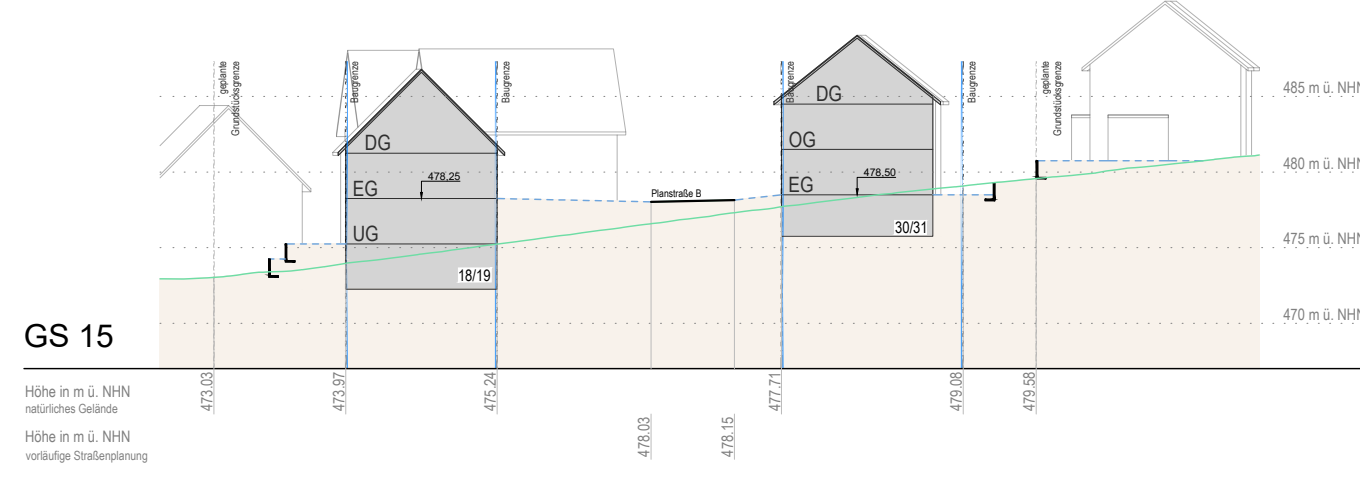 geplante
Grundstücksgrenze
Baugrenze
Baugrenze
Baugrenze
Baugrenze
geplante
Grundstücksgrenze
485 m ü. NHN
480 m ü. NHN
475 m ü. NHN
470 m ü. NHN
DG
EG
478.25
UG
18/19
Planstraße B
DG
OG
EG
478.50
30/31
GS 15
Höhe in m ü. NHN
natürliches Gelände
473.03
473.97
475.24
477.71
479.08
479.58
Höhe in m ü. NHN
vorläufige Straßenplanung
478.03
478.15